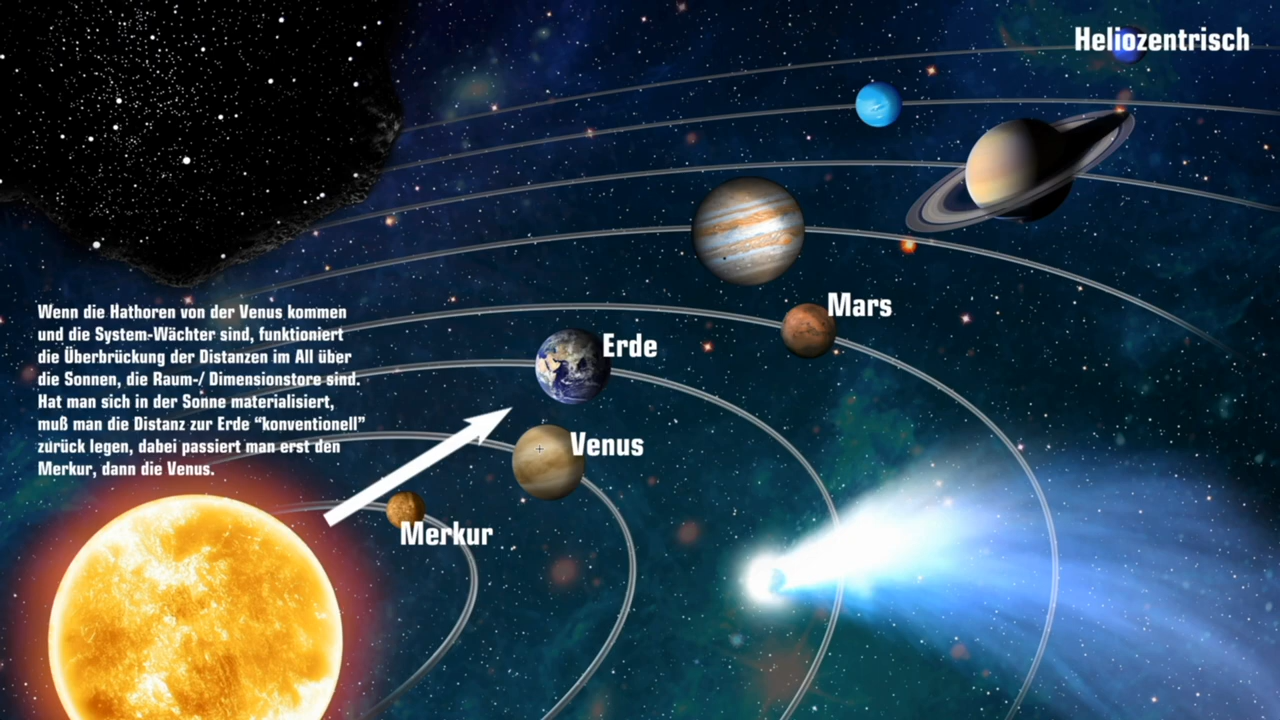 Heliozentrisch
Mars
Erde
Wenn die Hathoren von der Venus kommen
und die System-Wächter sind, funktioniert
die Überbrückung der Distanzen im All über
die Sonnen, die Raum-/ Dimensionstore sind.
Hat man sich in der Sonne materialisiert,
muß man die Distanz zur Erde “konventionell”
zurück legen, dabei passiert man erst den
Merkur, dann die Venus.
Venus
Merkur